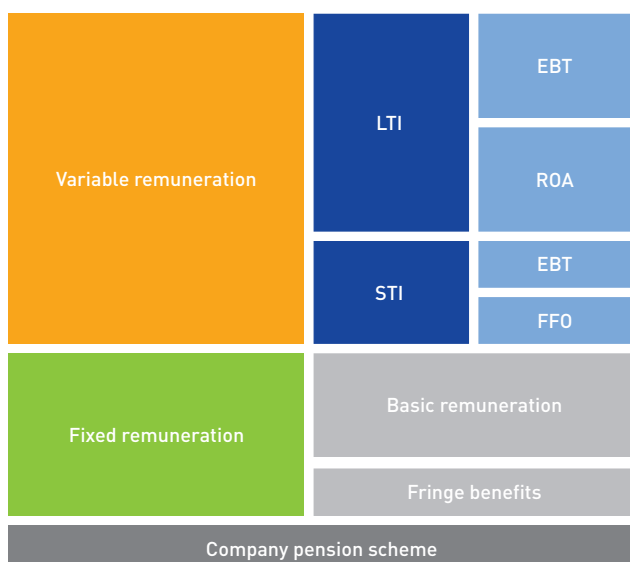 Variable remuneration
LTI
EBT
ROA
STI
EBT
FFO
Fixed remuneration
Basic remuneration
Fringe benefits
Company pension scheme